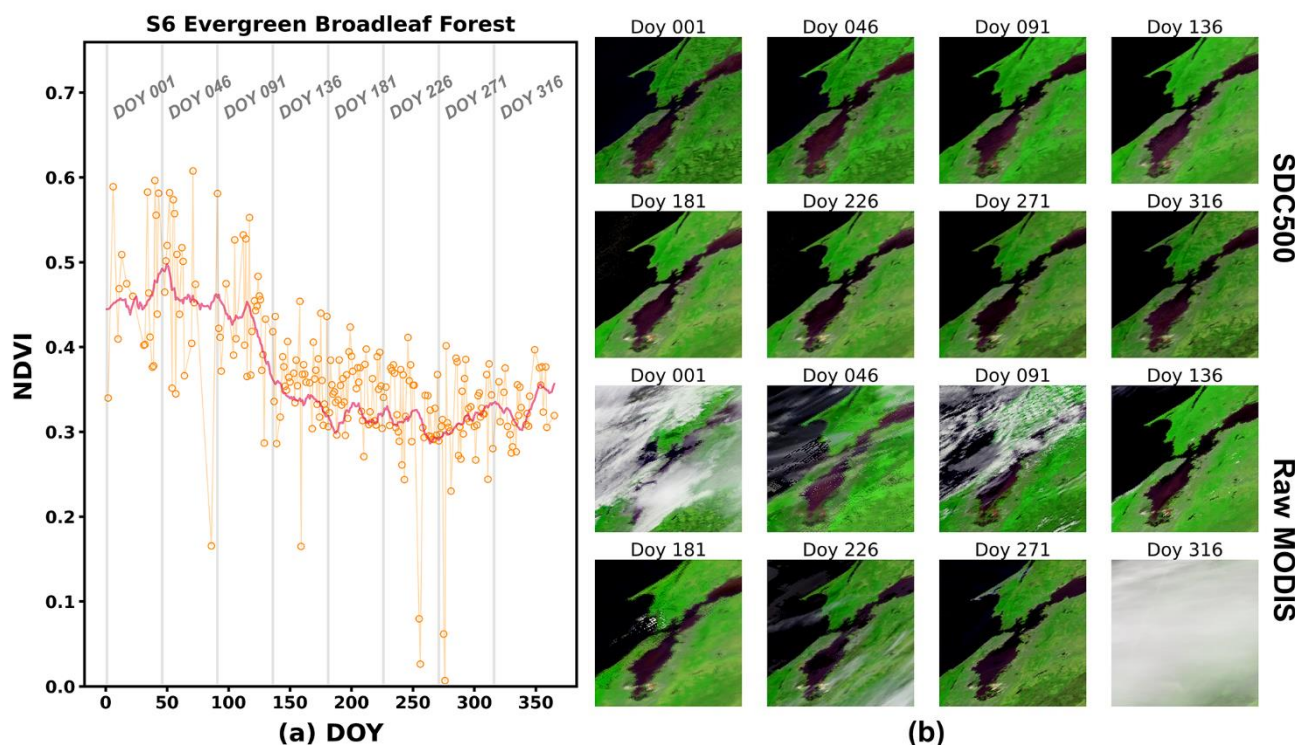 S6 Evergreen Broadleaf Forest
NDVI
0.7
0.6
0.5
0.4
0.3
0.2
0.1
0.0
DOY 001
DOY 046
DOY 091
DOY 136
DOY 181
DOY 226
DOY 271
DOY 316
0 50 100 150 200 250 300 350
(a) DOY
Doy 001 Doy 046 Doy 091 Doy 136
Doy 181 Doy 226 Doy 271 Doy 316
SDC500
Doy 001 Doy 046 Doy 091 Doy 136
Doy 181 Doy 226 Doy 271 Doy 316
Raw MODIS
(b)